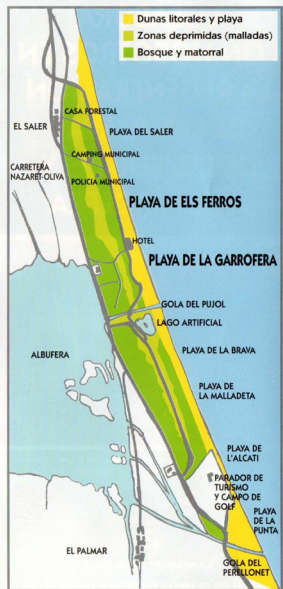 Dunas litorales y playa
Zonas deprimidas (malladas)
Bosque y matorral
CASA FORESTAL
EL SALER
PLAYA DEL SALER
CAMPING MUNICIPAL
CARRETERA
NAZARET-OLIVA
POLICIA MUNICIPAL
PLAYA DE ELS FERROS
HOTEL
PLAYA DE LA GARROFERA
GOLA DEL PUJOL
LAGO ARTIFICIAL
ALBUFERA
PLAYA DE LA BRAVA
PLAYA DE
LA MALLADETA
PLAYA DE
L'ALCATI
PARADOR DE
TURISMO
Y CAMPO DE
GOLF
PLAYA
DE LA
PUNTA
EL PALMAR
GOLA DEL
PERELLONET